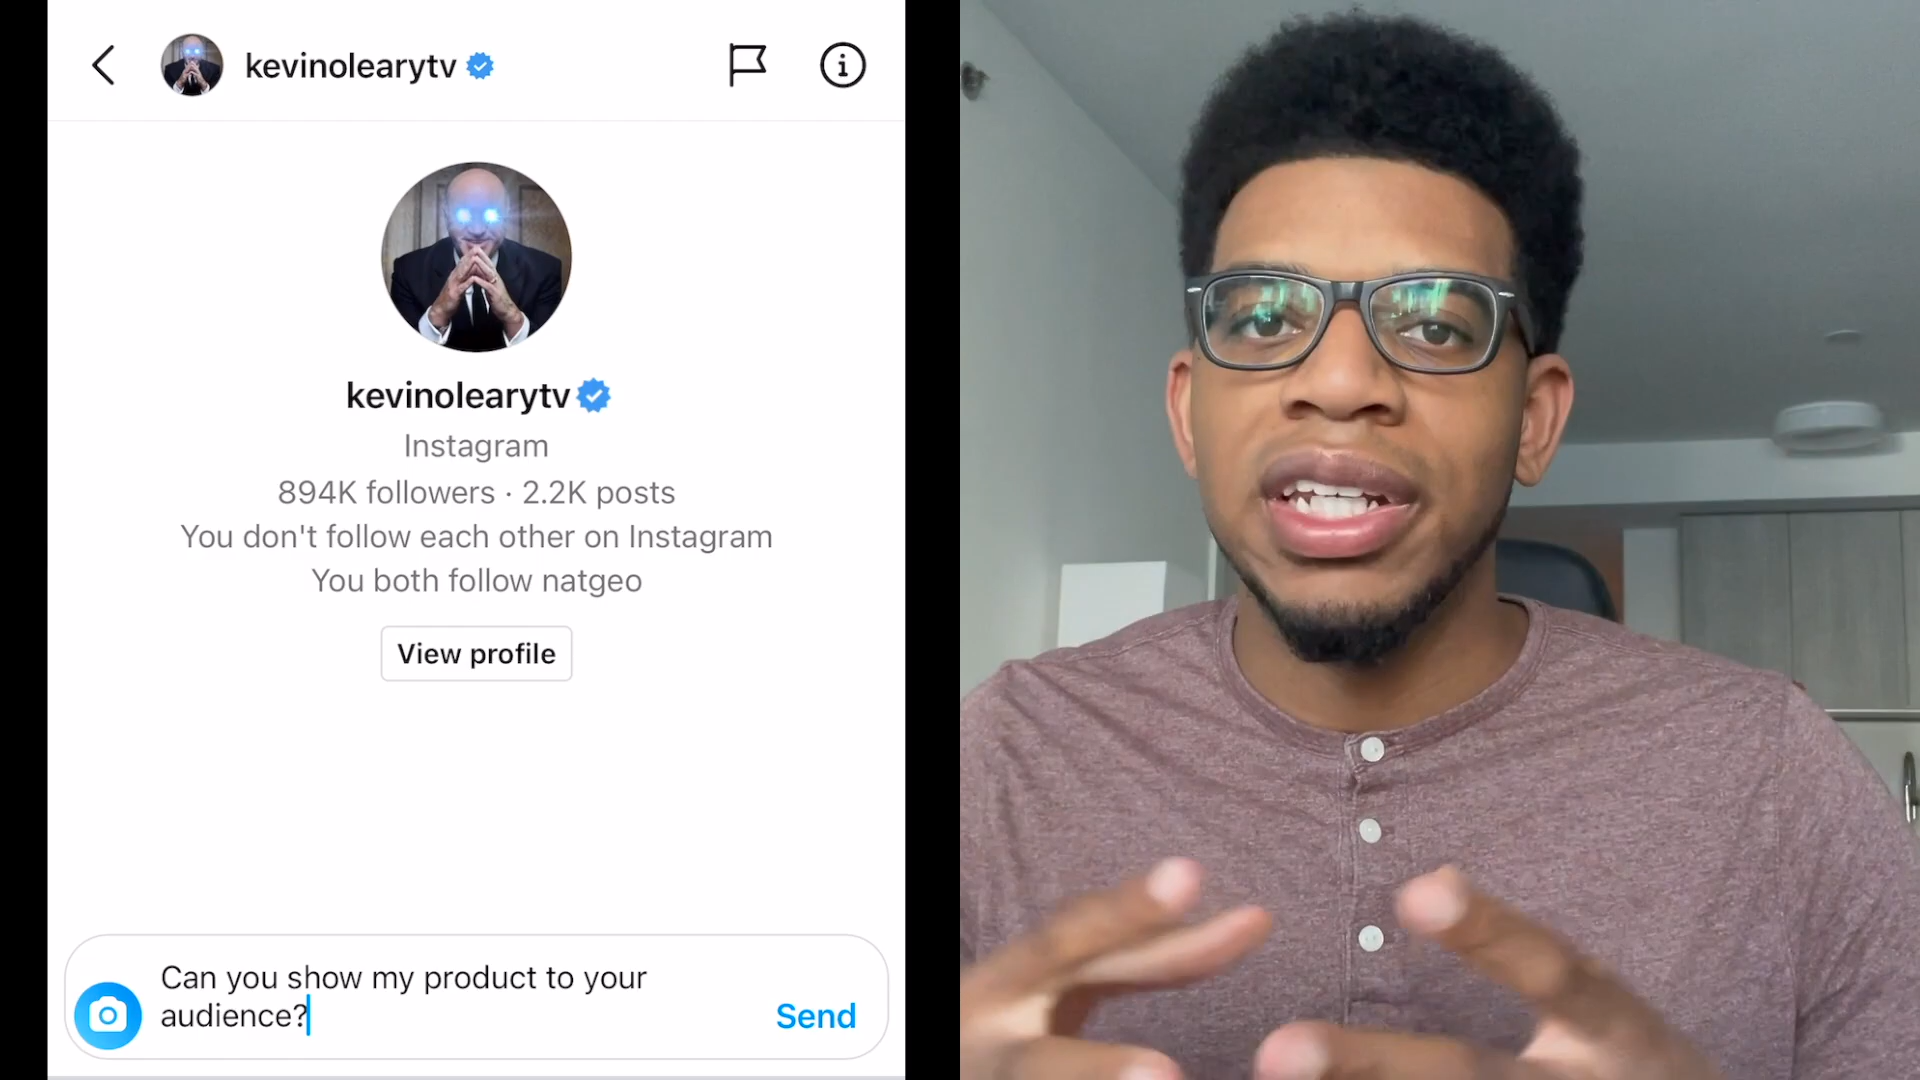 kevinolearytv
kevinolearytv
Instagram
894K followers · 2.2K posts
You don't follow each other on Instagram
You both follow natgeo
View profile
Can you show my product to your
audience?
Send